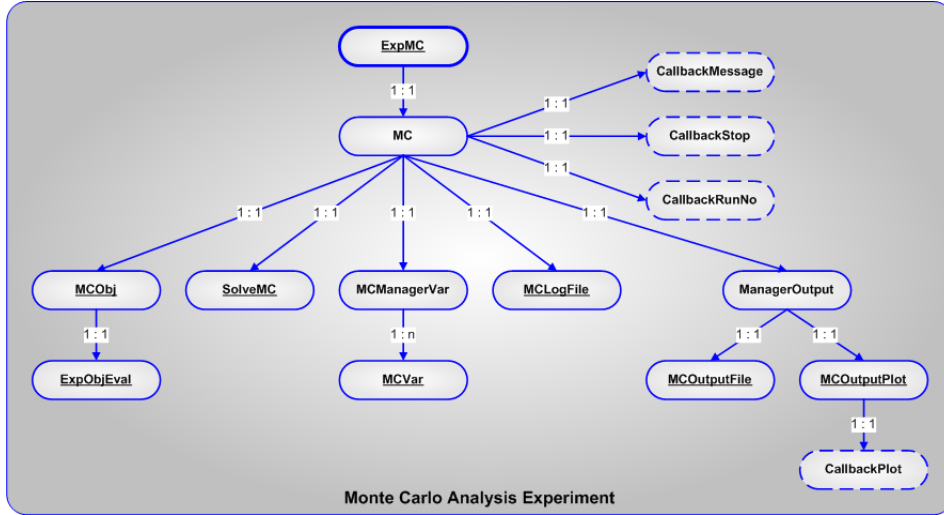 ExpMC
CallbackMessage
1 : 1
1 : 1
MC
1 : 1
CallbackStop
1 : 1
CallbackRunNo
1 : 1
1 : 1
1 : 1
1 : 1
1 : 1
MCObj
SolveMC
MCManagerVar
MCLogFile
ManagerOutput
1 : 1
1 : n
1 : 1
1 : 1
ExpObjEval
MCVar
MCOutputFile
MCOutputPlot
1 : 1
CallbackPlot
Monte Carlo Analysis Experiment